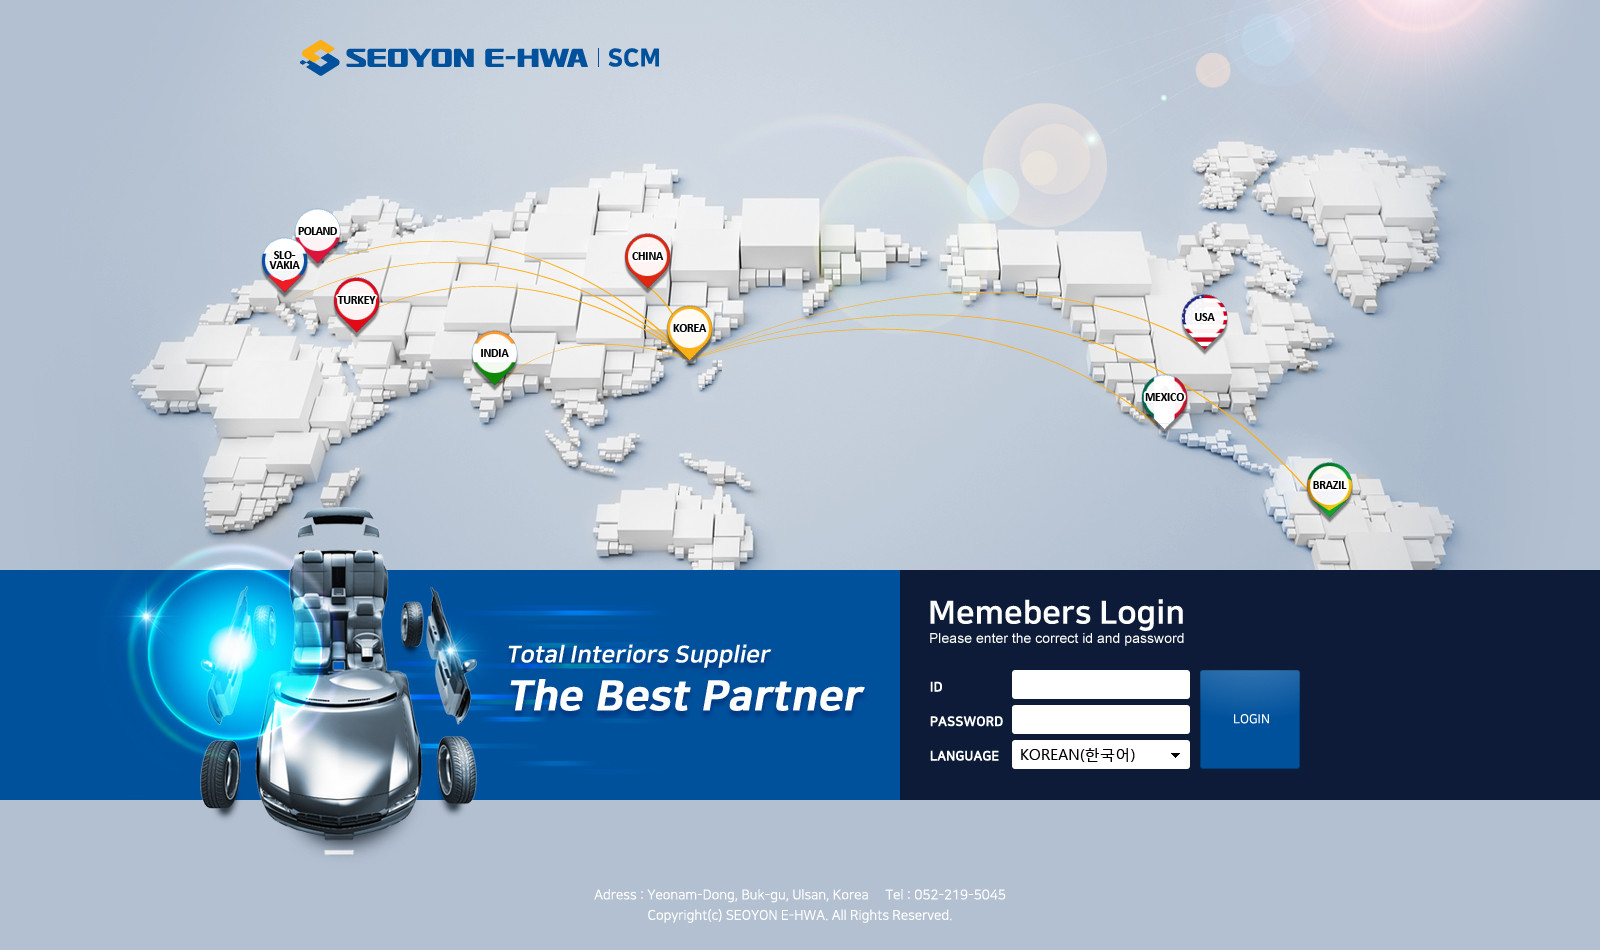 SEOYON E-HWA | SCM
POLAND
SLO-
VAKIA
TURKEY
INDIA
CHINA
KOREA
USA
MEXICO
BRAZIL
Total Interiors Supplier
The Best Partner
Memebers Login
Please enter the correct id and password
ID
PASSWORD
LANGUAGE
KOREAN(한국어)
LOGIN
Adress : Yeonam-Dong, Buk-gu, Ulsan, Korea Tel : 052-219-5045
Copyright(c) SEOYON E-HWA. All Rights Reserved.